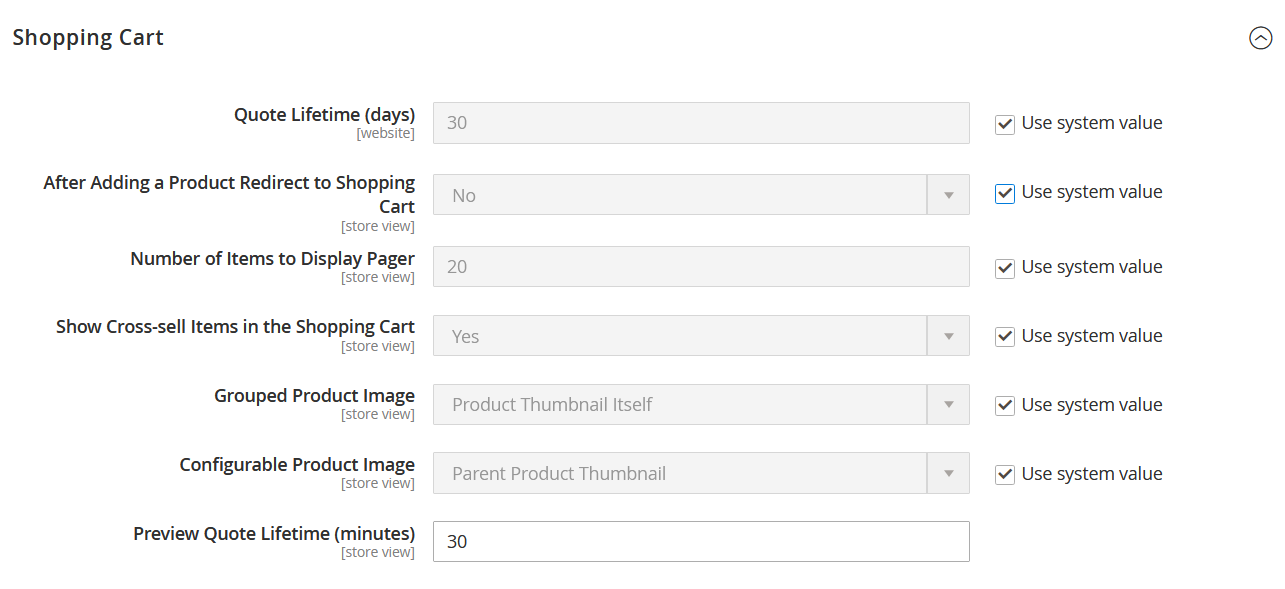 Shopping Cart
Quote Lifetime (days)
[website]
30
Use system value
After Adding a Product Redirect to Shopping
Cart
[store view]
No
Use system value
Number of Items to Display Pager
[store view]
20
Use system value
Show Cross-sell Items in the Shopping Cart
[store view]
Yes
Use system value
Grouped Product Image
[store view]
Product Thumbnail Itself
Use system value
Configurable Product Image
[store view]
Parent Product Thumbnail
Use system value
Preview Quote Lifetime (minutes)
[store view]
30